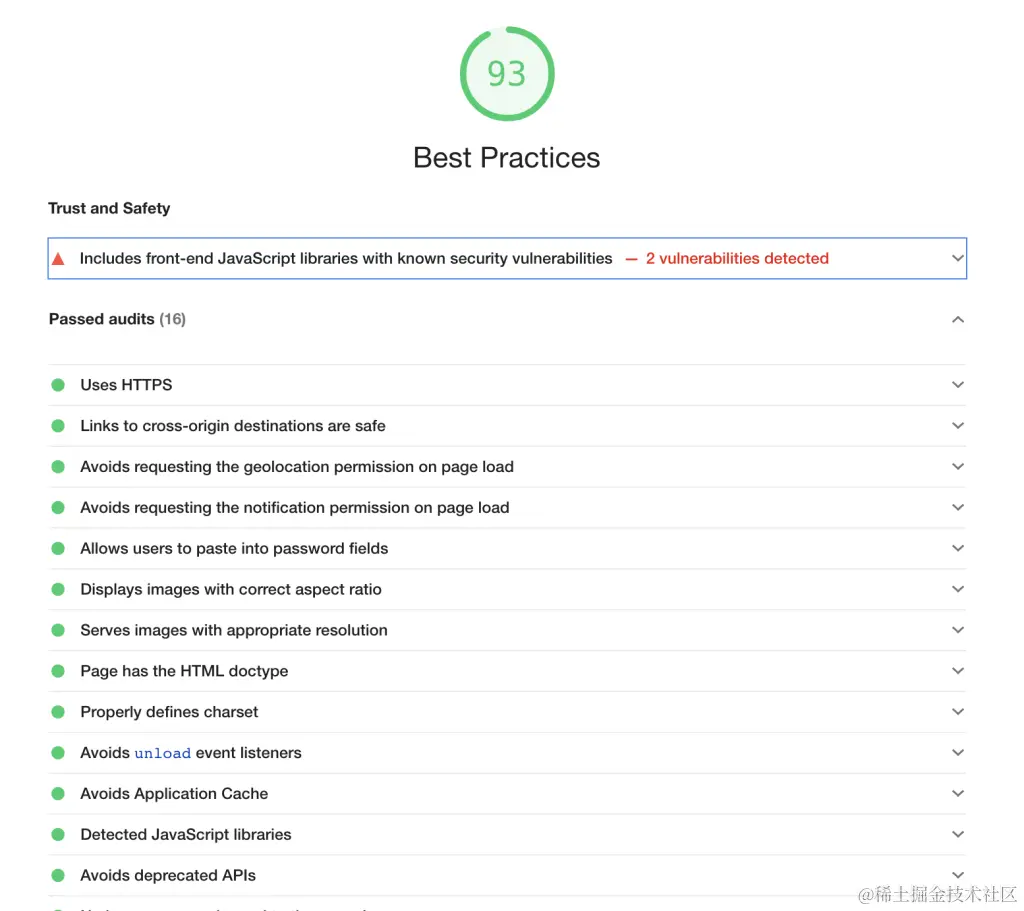 93
Best Practices
Trust and Safety
Includes front-end JavaScript libraries with known security vulnerabilities — 2 vulnerabilities detected
Passed audits (16)
Uses HTTPS
Links to cross-origin destinations are safe
Avoids requesting the geolocation permission on page load
Avoids requesting the notification permission on page load
Allows users to paste into password fields
Displays images with correct aspect ratio
Serves images with appropriate resolution
Page has the HTML doctype
Properly defines charset
Avoids unload event listeners
Avoids Application Cache
Detected JavaScript libraries
Avoids deprecated APIs
@稀土掘金技术社区